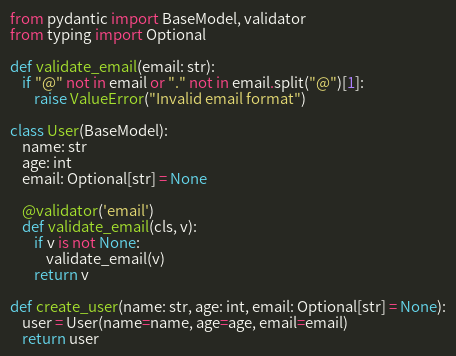 from pydantic import BaseModel, validator
from typing import Optional

def validate_email(email: str):
    if "@" not in email or "." not in email.split("@")[1]:
        raise ValueError("Invalid email format")

class User(BaseModel):
    name: str
    age: int
    email: Optional[str] = None

    @validator('email')
    def validate_email(cls, v):
        if v is not None:
            validate_email(v)
        return v

def create_user(name: str, age: int, email: Optional[str] = None):
    user = User(name=name, age=age, email=email)
    return user